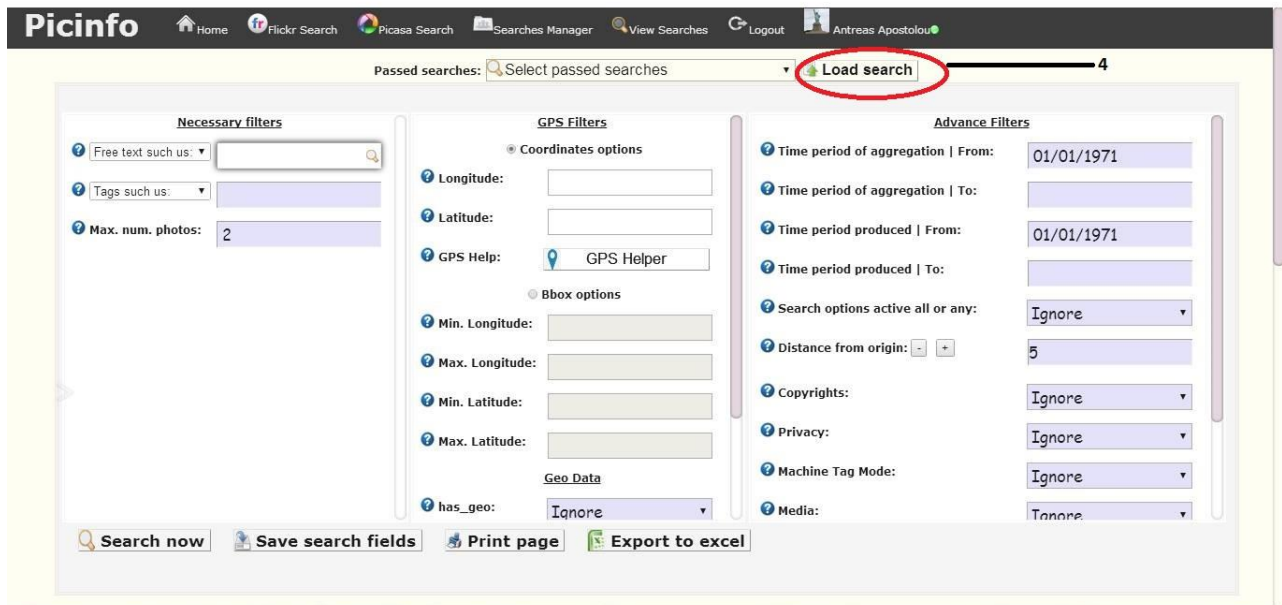 Picinfo Home Flickr Search Picasa Search Searches Manager View Searches Logout Antreas Apostolou
Passed searches: Select passed searches Load search 4
Necessary filters
Free text such us:
Tags such us:
Max. num. photos: 2
GPS Filters
Coordinates options
Longitude:
Latitude:
GPS Help: GPS Helper
Bbox options
Min. Longitude:
Max. Longitude:
Min. Latitude:
Max. Latitude:
Geo Data
has_geo: Ignore
Advance Filters
Time period of aggregation | From: 01/01/1971
Time period of aggregation | To:
Time period produced | From: 01/01/1971
Time period produced | To:
Search options active all or any: Ignore
Distance from origin: - + 5
Copyrights: Ignore
Privacy: Ignore
Machine Tag Mode: Ignore
Media: Ignore
Search now Save search fields Print page Export to excel